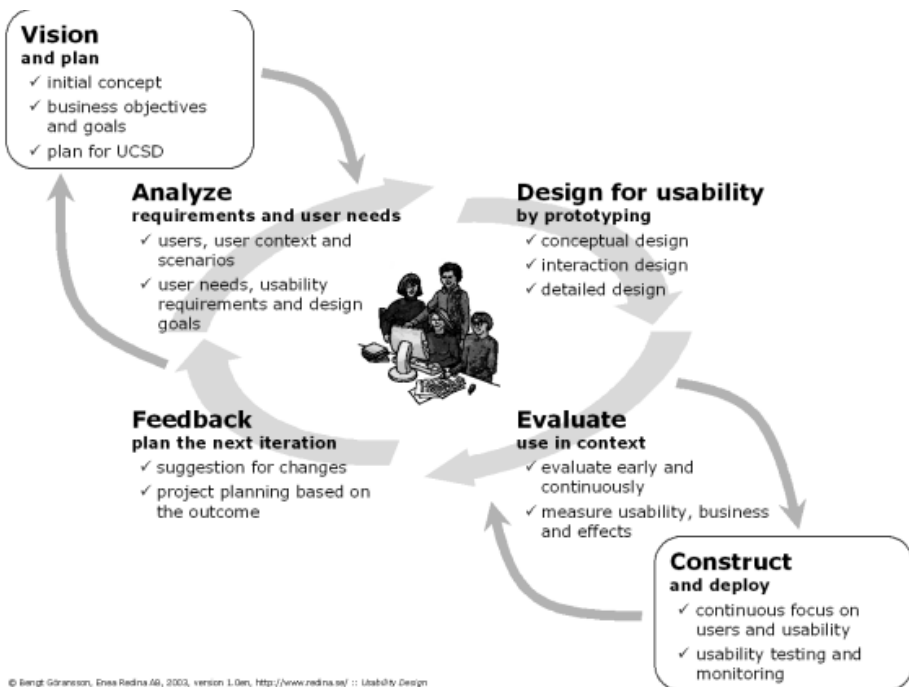 Vision
and plan
✓ initial concept
✓ business objectives
and goals
✓ plan for UCSD
Analyze
requirements and user needs
✓ users, user context and
scenarios
✓ user needs, usability
requirements and design
goals
Design for usability
by prototyping
✓ conceptual design
✓ interaction design
✓ detailed design
Feedback
plan the next iteration
✓ suggestion for changes
✓ project planning based on
the outcome
Evaluate
use in context
✓ evaluate early and
continuously
✓ measure usability, business
and effects
Construct
and deploy
✓ continuous focus on
users and usability
✓ usability testing and
monitoring
© Bengt Göransson, Enea Redina AB, 2003, version 1.0en, http://www.redina.se/ :: Usability Design